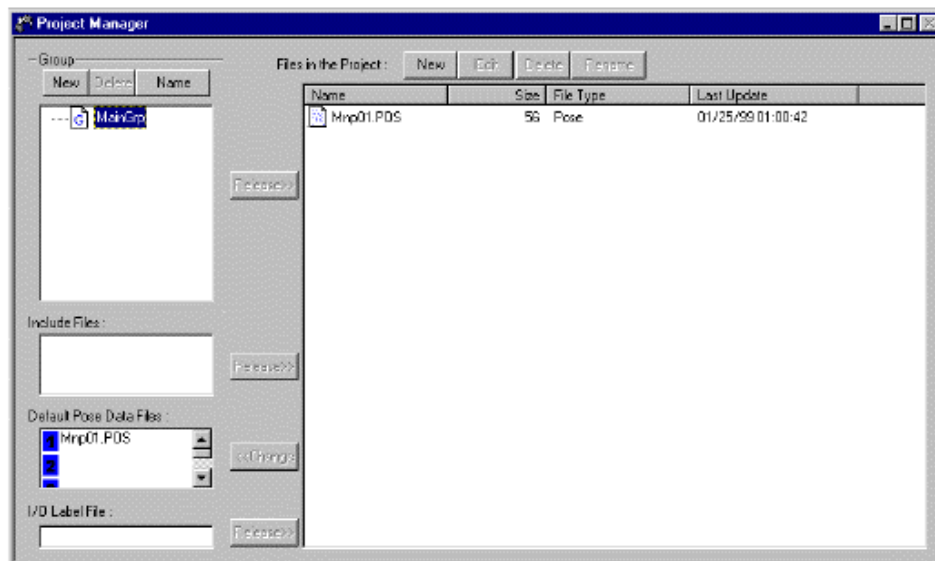 Project Manager
Group
New Delete Name
MainGrp
Release>>
Include Files :
Release>>
Default Pose Data Files :
1 Mnp01.POS
2
<<Change
I/O Label File :
Release>>
Files in the Project : New Edit Delete Rename
Name Size File Type Last Update
Mnp01.POS 56 Pose 01/25/99 01:00:42